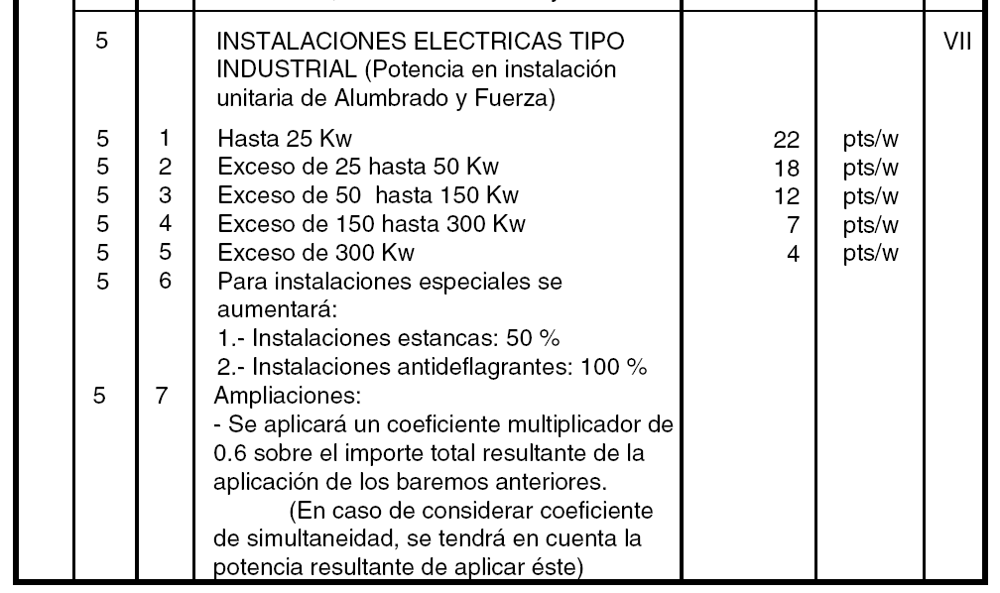 5 INSTALACIONES ELECTRICAS TIPO VII
INDUSTRIAL (Potencia en instalación
unitaria de Alumbrado y Fuerza)
5 1 Hasta 25 Kw 22 pts/w
5 2 Exceso de 25 hasta 50 Kw 18 pts/w
5 3 Exceso de 50 hasta 150 Kw 12 pts/w
5 4 Exceso de 150 hasta 300 Kw 7 pts/w
5 5 Exceso de 300 Kw 4 pts/w
5 6 Para instalaciones especiales se
aumentará:
1.- Instalaciones estancas: 50 %
2.- Instalaciones antideflagrantes: 100 %
5 7 Ampliaciones:
- Se aplicará un coeficiente multiplicador de
0.6 sobre el importe total resultante de la
aplicación de los baremos anteriores.
(En caso de considerar coeficiente
de simultaneidad, se tendrá en cuenta la
potencia resultante de aplicar éste)